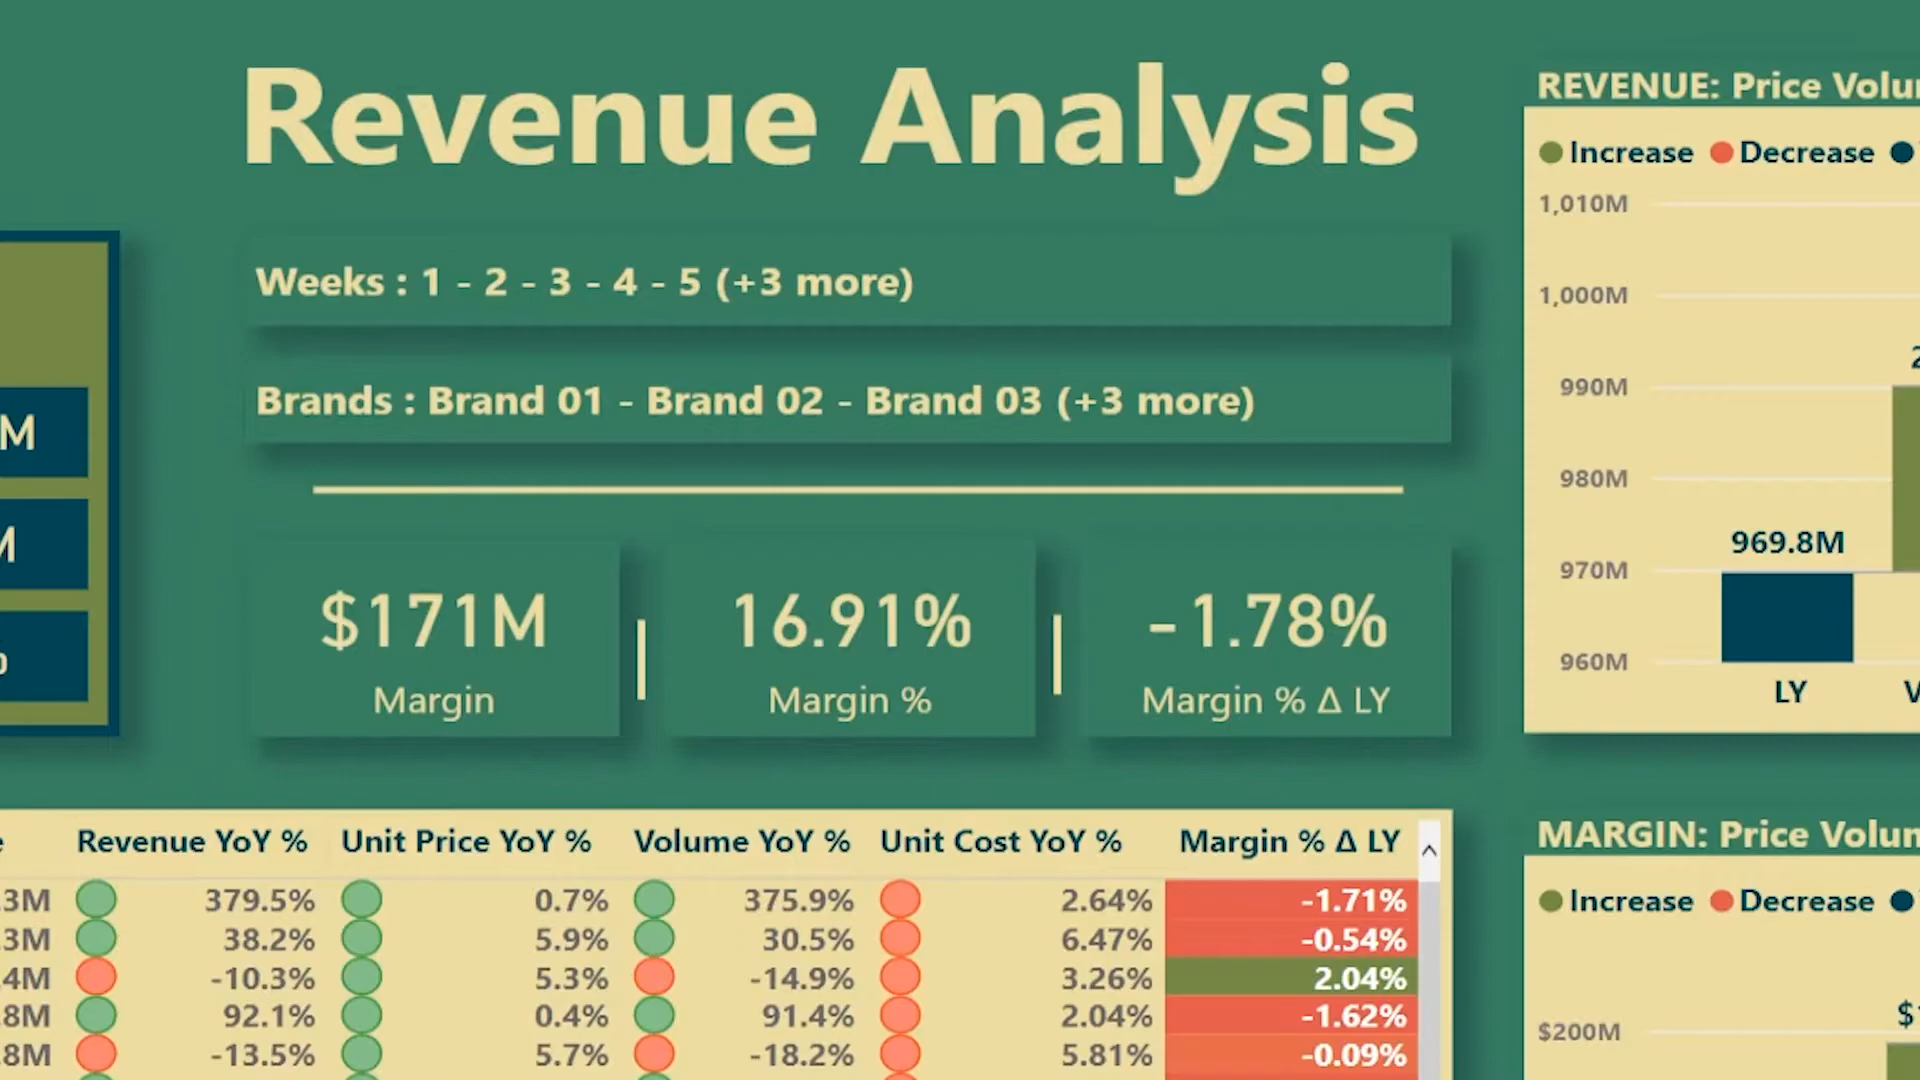 Revenue Analysis
Weeks : 1 - 2 - 3 - 4 - 5 (+3 more)
Brands : Brand 01 - Brand 02 - Brand 03 (+3 more)
M
%
$171M
Margin
16.91%
Margin %
-1.78%
Margin % Δ LY
REVENUE: Price
Increase Decrease
1,010M
1,000M
990M
980M
969.8M
970M
960M
LY
Revenue YoY % Unit Price YoY % Volume YoY % Unit Cost YoY % Margin % Δ LY
.3M 379.5% 0.7% 375.9% 2.64% -1.71%
.3M 38.2% 5.9% 30.5% 6.47% -0.54%
.4M -10.3% 5.3% -14.9% 3.26% 2.04%
.8M 92.1% 0.4% 91.4% 2.04% -1.62%
.8M -13.5% 5.7% -18.2% 5.81% -0.09%
MARGIN: Price
Increase Decrease
$200M